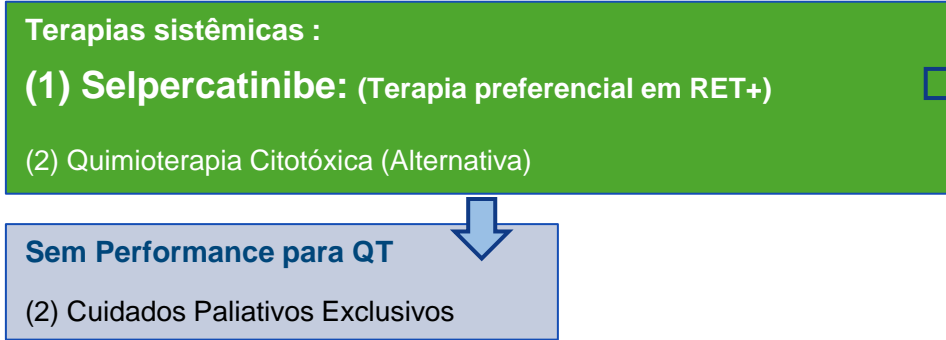 Terapias sistêmicas :
(1) Selpercatinibe: (Terapia preferencial em RET+)
(2) Quimioterapia Citotóxica (Alternativa)
Sem Performance para QT
(2) Cuidados Paliativos Exclusivos